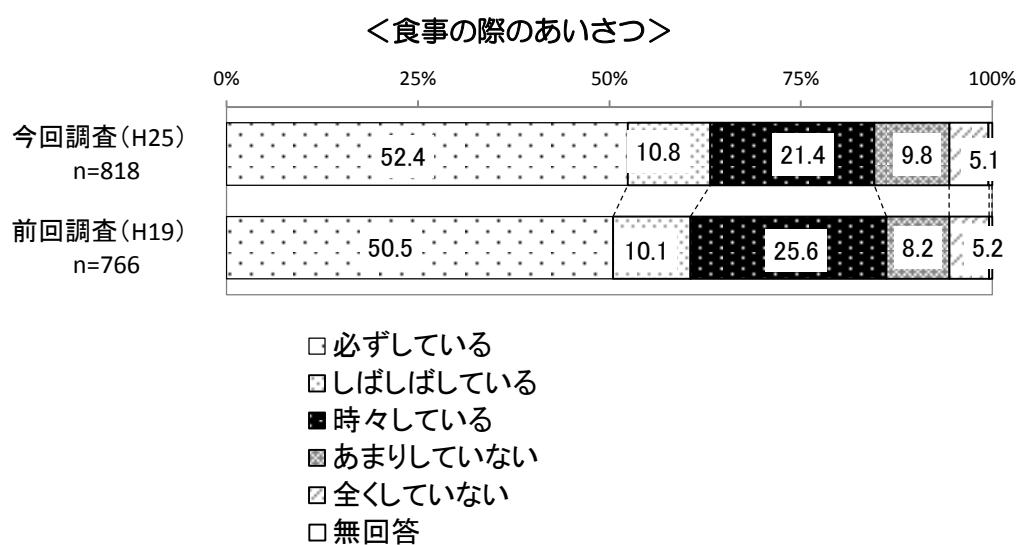 ＜食事の際のあいさつ＞
0% 25% 50% 75% 100%
今回調査（H25）
n=818
52.4 10.8 21.4 9.8 5.1
前回調査（H19）
n=766
50.5 10.1 25.6 8.2 5.2
必ずしている
しばしばしている
時々している
あまりしていない
全くしていない
無回答